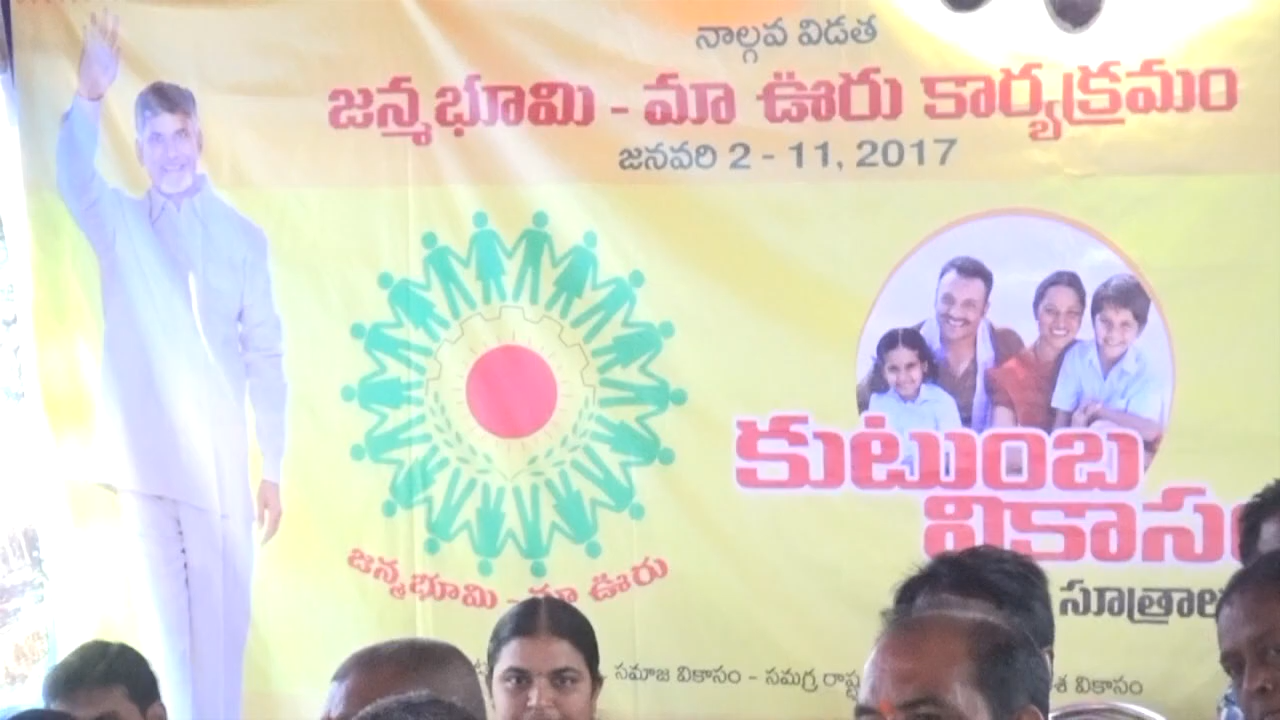 నాల్గవ విడత
జన్మభూమి - మా ఊరు కార్యక్రమం
జనవరి 2 - 11, 2017
జన్మభూమి - మా ఊరు
కుటుంబ
వికాసం
సూత్రాలు
సమాజ వికాసం - సమగ్ర రాష్ట్ర
వికాసం